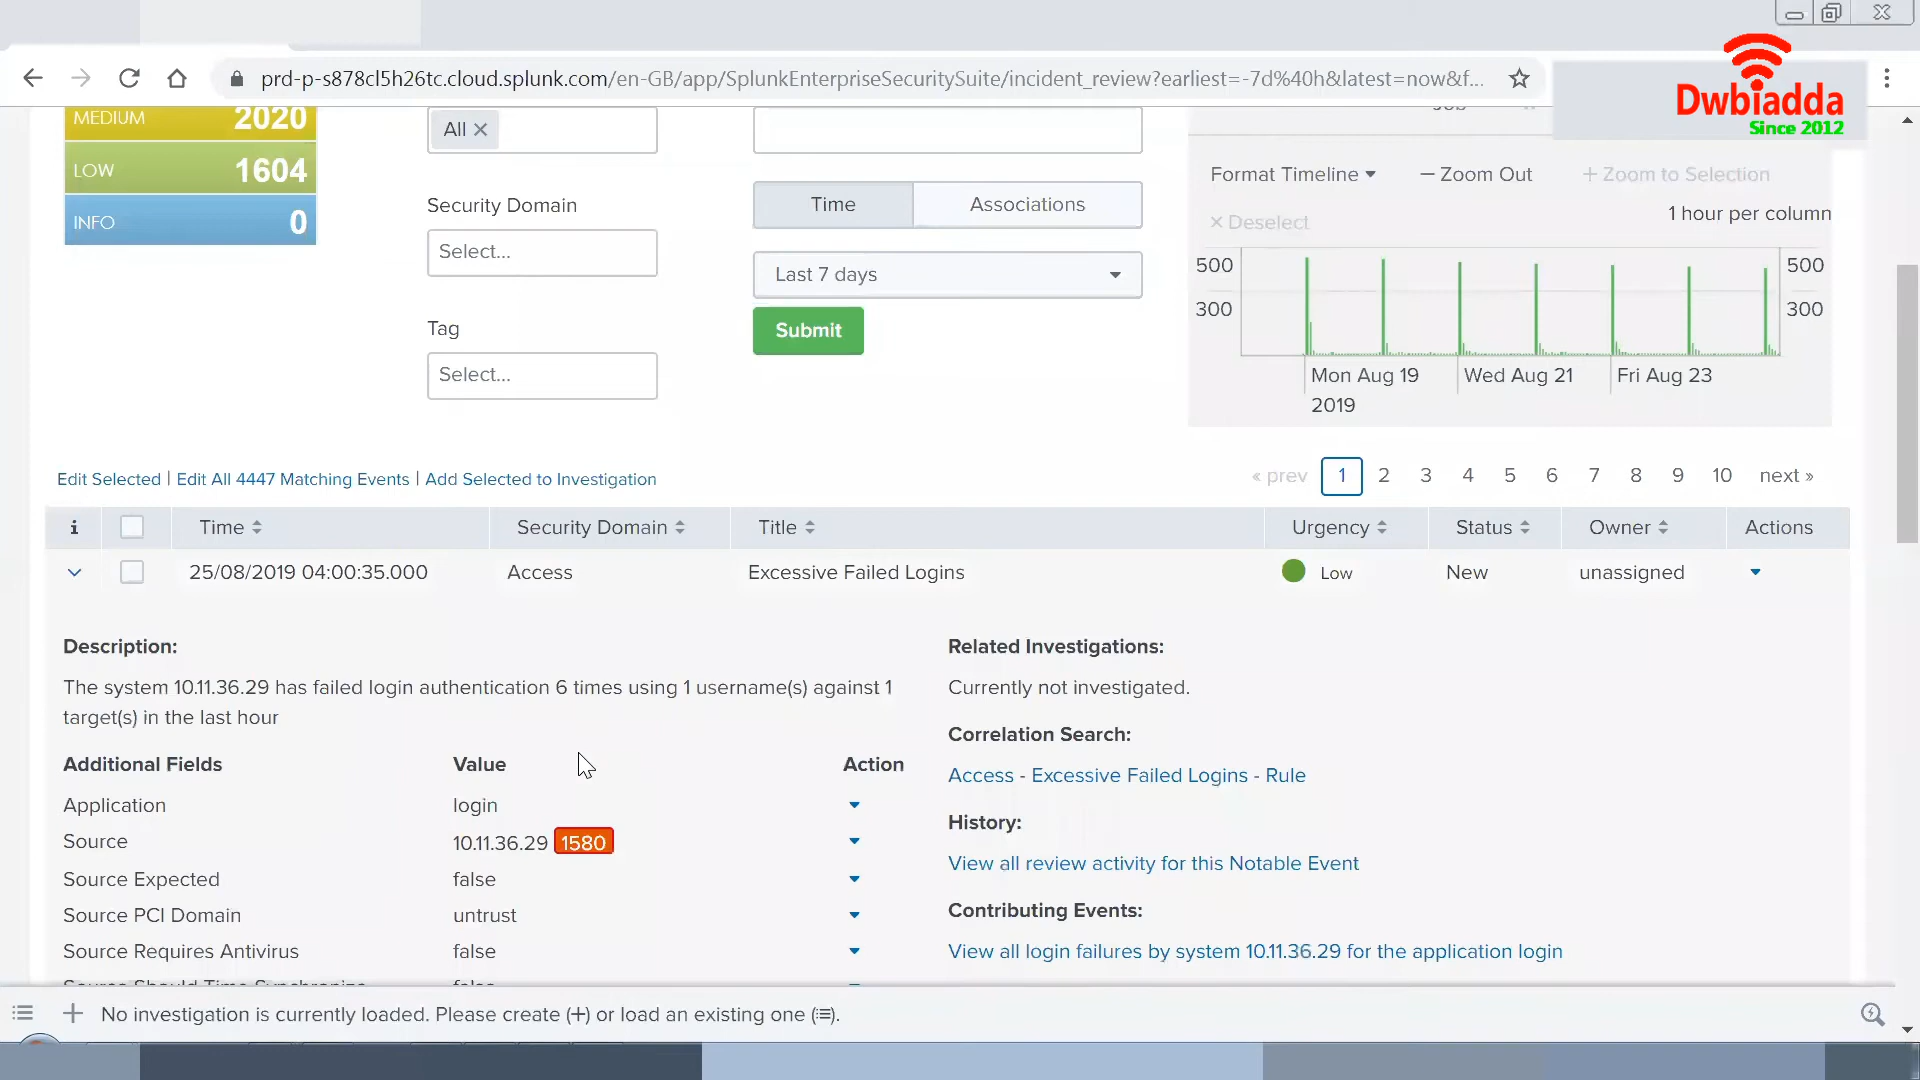 prd-p-s878cl5h26tc.cloud.splunk.com/en-GB/app/SplunkEnterpriseSecuritySuite/incident_review?earliest=-7d%40h&latest=now&f...
Dwbiadda
Since 2012
MEDIUM 2020
LOW 1604
INFO 0
All ×
Security Domain
Select...
Tag
Select...
Time Associations
Last 7 days
Submit
Format Timeline — Zoom Out + Zoom to Selection
× Deselect
1 hour per column
500 500
300 300
Mon Aug 19 Wed Aug 21 Fri Aug 23
2019
Edit Selected | Edit All 4447 Matching Events | Add Selected to Investigation
« prev 1 2 3 4 5 6 7 8 9 10 next »
i Time Security Domain Title Urgency Status Owner Actions
25/08/2019 04:00:35.000 Access Excessive Failed Logins Low New unassigned
Description:
The system 10.11.36.29 has failed login authentication 6 times using 1 username(s) against 1
target(s) in the last hour
Additional Fields Value Action
Application login
Source 10.11.36.29 1580
Source Expected false
Source PCI Domain untrust
Source Requires Antivirus false
Related Investigations:
Currently not investigated.
Correlation Search:
Access - Excessive Failed Logins - Rule
History:
View all review activity for this Notable Event
Contributing Events:
View all login failures by system 10.11.36.29 for the application login
No investigation is currently loaded. Please create (+) or load an existing one (≔).